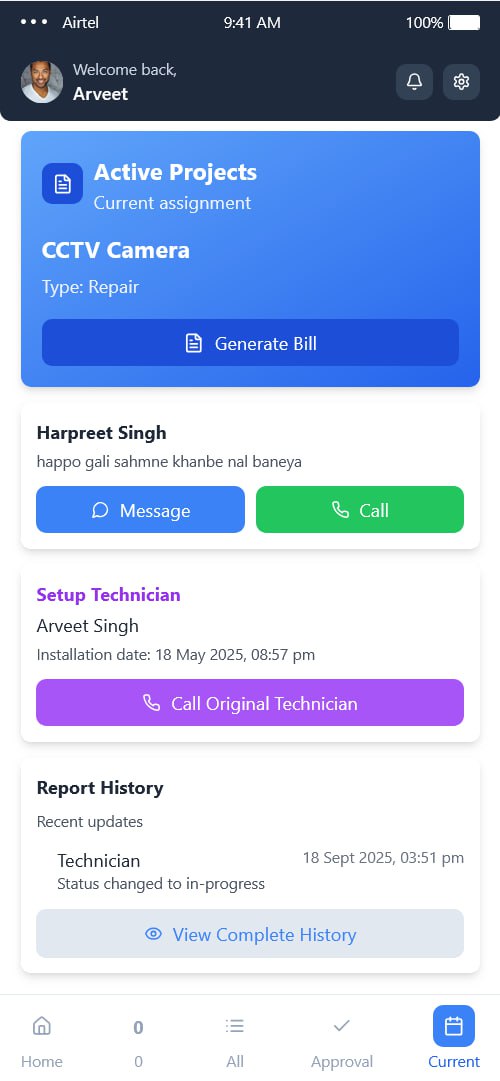 Airtel 9:41 AM 100%
Welcome back,
Arveet
Active Projects
Current assignment
CCTV Camera
Type: Repair
Generate Bill
Harpreet Singh
happo gali sahmne khanbe nal baneya
Message Call
Setup Technician
Arveet Singh
Installation date: 18 May 2025, 08:57 pm
Call Original Technician
Report History
Recent updates
Technician 18 Sept 2025, 03:51 pm
Status changed to in-progress
View Complete History
0
Home 0 All Approval Current